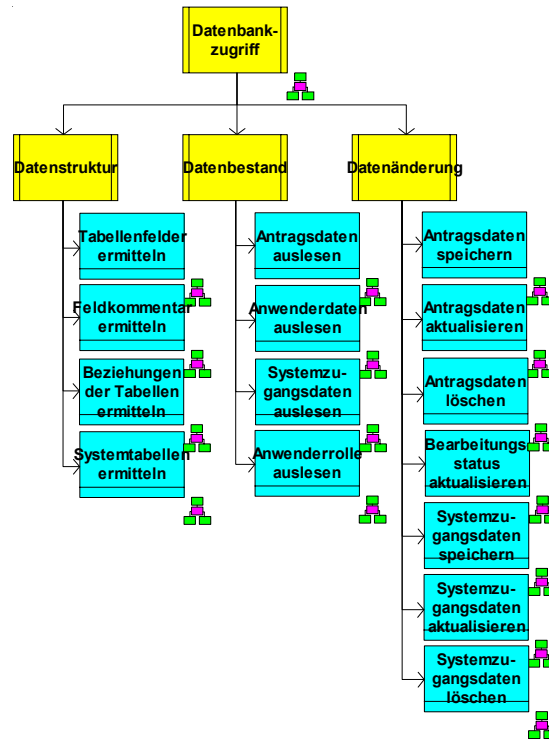 Datenbank-
zugriff
Datenstruktur
Datenbestand
Datenänderung
Tabellenfelder
ermitteln
Feldkommentar
ermitteln
Beziehungen
der Tabellen
ermitteln
Systemtabellen
ermitteln
Antragsdaten
auslesen
Anwenderdaten
auslesen
Systemzu-
gangsdaten
auslesen
Anwenderrolle
auslesen
Antragsdaten
speichern
Antragsdaten
aktualisieren
Antragsdaten
löschen
Bearbeitungs
status
aktualisieren
Systemzu-
gangsdaten
speichern
Systemzu-
gangsdaten
aktualisieren
Systemzu-
gangsdaten
löschen